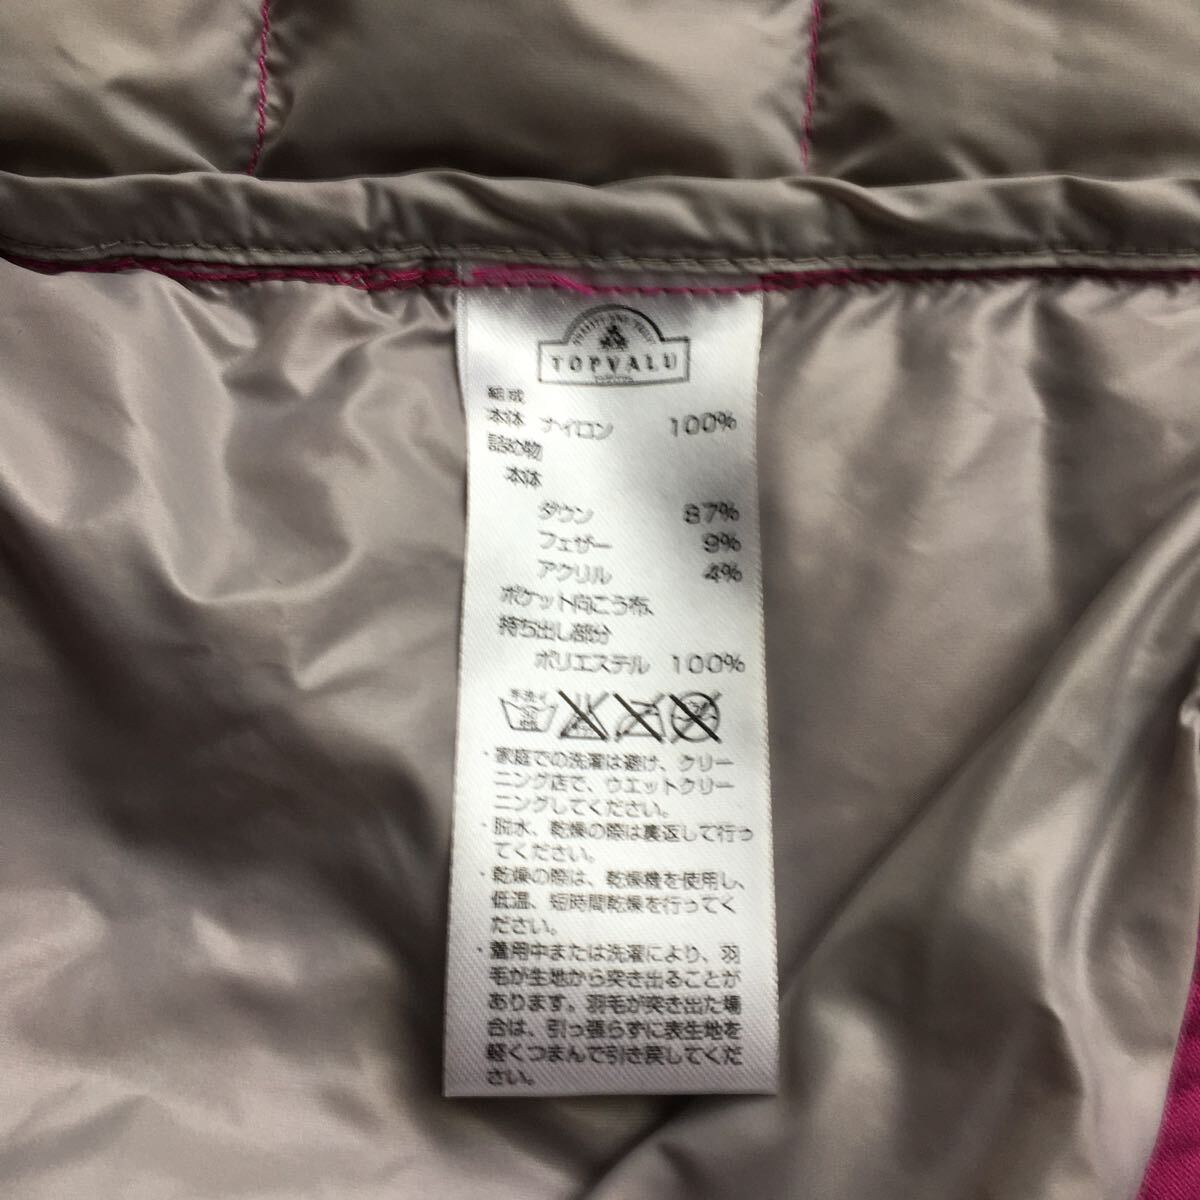 QUALITY AND TRUST
TOPVALU
組成
本体 ナイロン 100%
詰め物
本体
ダウン 87%
フェザー 9%
アクリル 4%
ポケット向こう布、
持ち出し部分
ポリエステル 100%
手洗イ
・家庭での洗濯は避け、クリー
ニング店で、ウエットクリー
ニングしてください。
・脱水、乾燥の際は裏返して行っ
てください。
・乾燥の際は、乾燥機を使用し、
低温、短時間乾燥を行ってく
ださい。
・着用中または洗濯により、羽
毛が生地から突き出ることが
あります。羽毛が突き出た場
合は、引っ張らずに表生地を
軽くつまんで引き戻してくだ
さい。